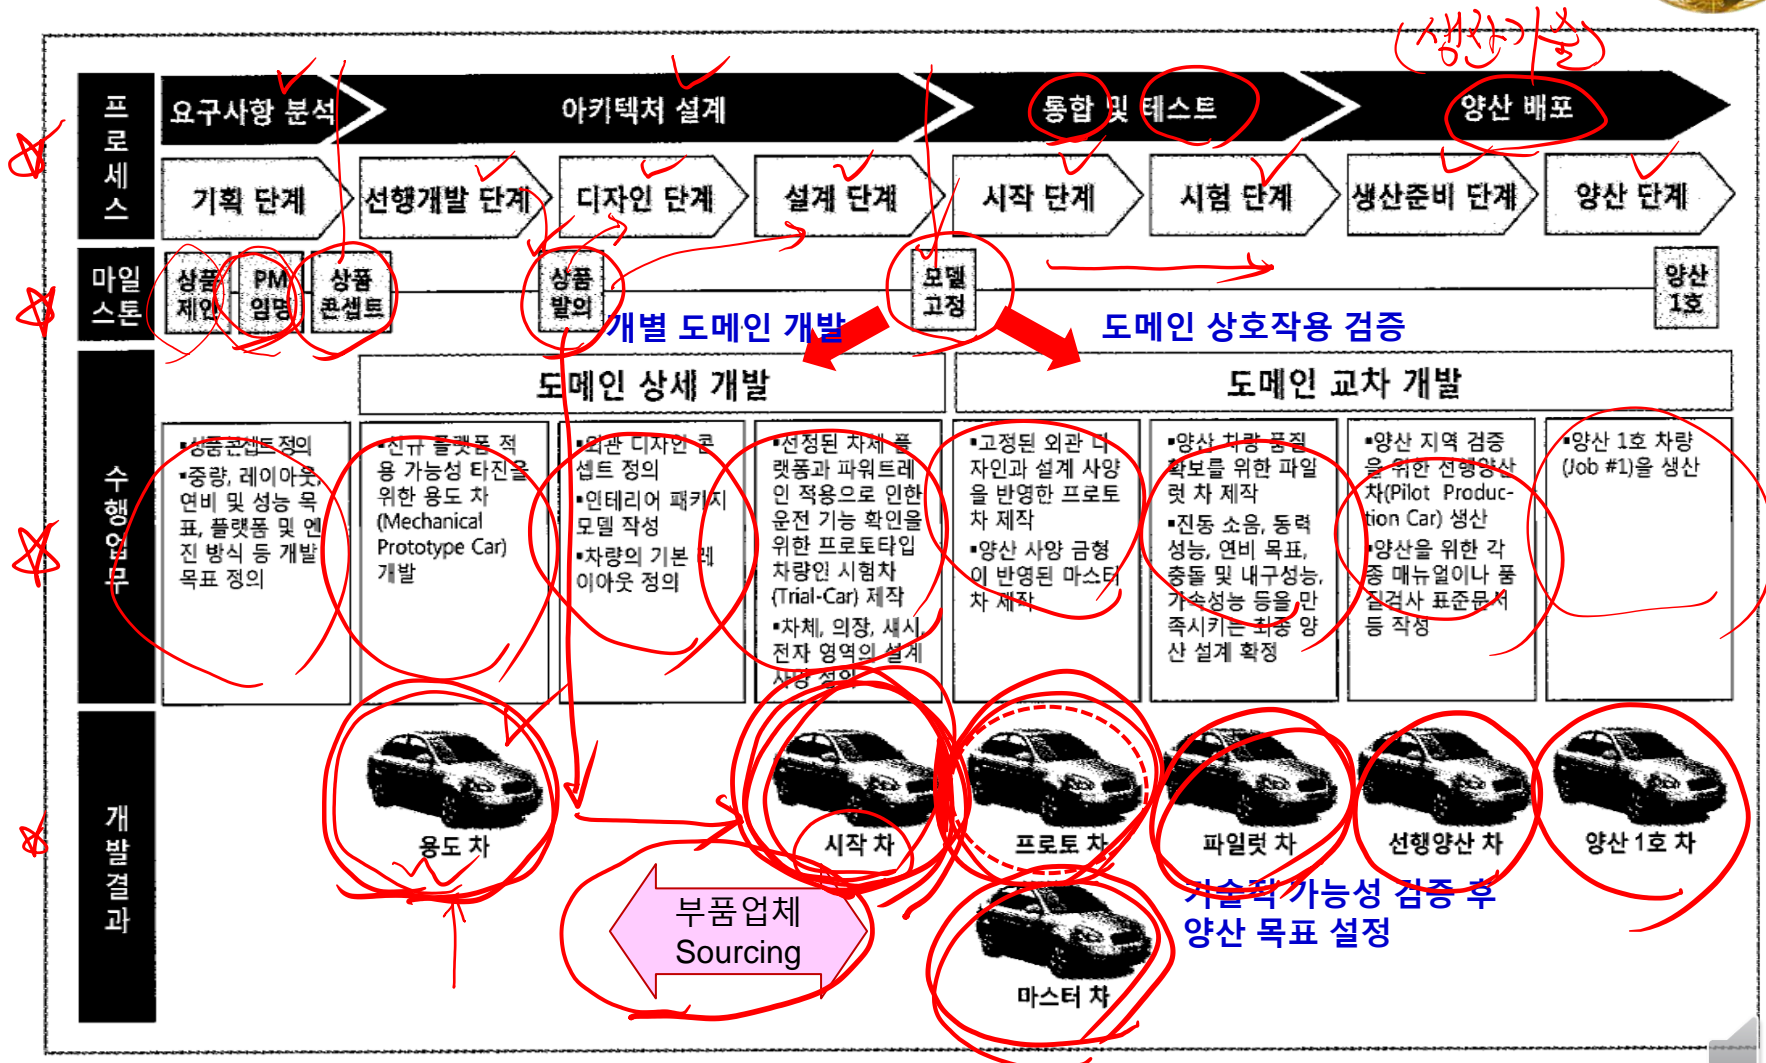 (생산기술)
프로세스
요구사항 분석
아키텍처 설계
통합 및 테스트
양산 배포
기획 단계
선행개발 단계
디자인 단계
설계 단계
시작 단계
시험 단계
생산준비 단계
양산 단계
마일
스톤
상품
제안
PM
임명
상품
콘셉트
상품
발의
모델
고정
양산
1호
개별 도메인 개발
도메인 상호작용 검증
수행업무
도메인 상세 개발
도메인 교차 개발
▪상품콘셉트 정의
▪중량, 레이아웃,
연비 및 성능 목
표, 플랫폼 및 엔
진 방식 등 개발
목표 정의
▪신규 플랫폼 적
용 가능성 타진을
위한 용도 차
(Mechanical
Prototype Car)
개발
▪외관 디자인 콘
셉트 정의
▪인테리어 패키지
모델 작성
▪차량의 기본 레
이아웃 정의
▪선정된 차체 플
랫폼과 파워트레
인 적용으로 인한
운전 기능 확인을
위한 프로토타입
차량인 시험차
(Trial-Car) 제작
▪차체, 의장, 섀시,
전자 영역의 설계
사양 정의
▪고정된 외관 디
자인과 설계 사양
을 반영한 프로토
차 제작
▪양산 사양 금형
이 반영된 마스터
차 제작
▪양산 차량 품질
확보를 위한 파일
럿 차 제작
▪진동 소음, 동력
성능, 연비 목표,
충돌 및 내구성능,
가속성능 등을 만
족시키는 최종 양
산 설계 확정
▪양산 지역 검증
을 위한 선행양산
차(Pilot Produc-
tion Car) 생산
▪양산을 위한 각
종 매뉴얼이나 품
질검사 표준문서
등 작성
▪양산 1호 차량
(Job #1)을 생산
개발결과
용도 차
시작 차
프로토 차
파일럿 차
선행양산 차
양산 1호 차
부품업체
Sourcing
마스터 차
기술적 가능성 검증 후
양산 목표 설정